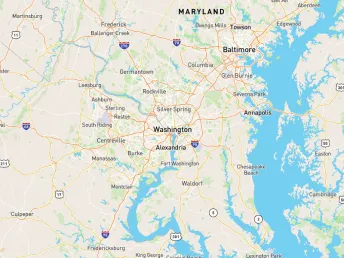 MARYLAND
Martinsburg
Frederick
Ballenger Creek
Owings Mills
Towson
Edgewood
Baltimore
Leesburg
Germantown
Columbia
Glen Burnie
Rockville
Ashburn
Sterling
Silver Spring
Severna Park
Reston
South Riding
Washington
Annapolis
Centreville
Alexandria
Burke
Manassas
Fort Washington
Chesapeake
Beach
Easton
Cambridge
Montclair
Waldorf
Culpeper
Fredericksburg
King George
Lexington Park